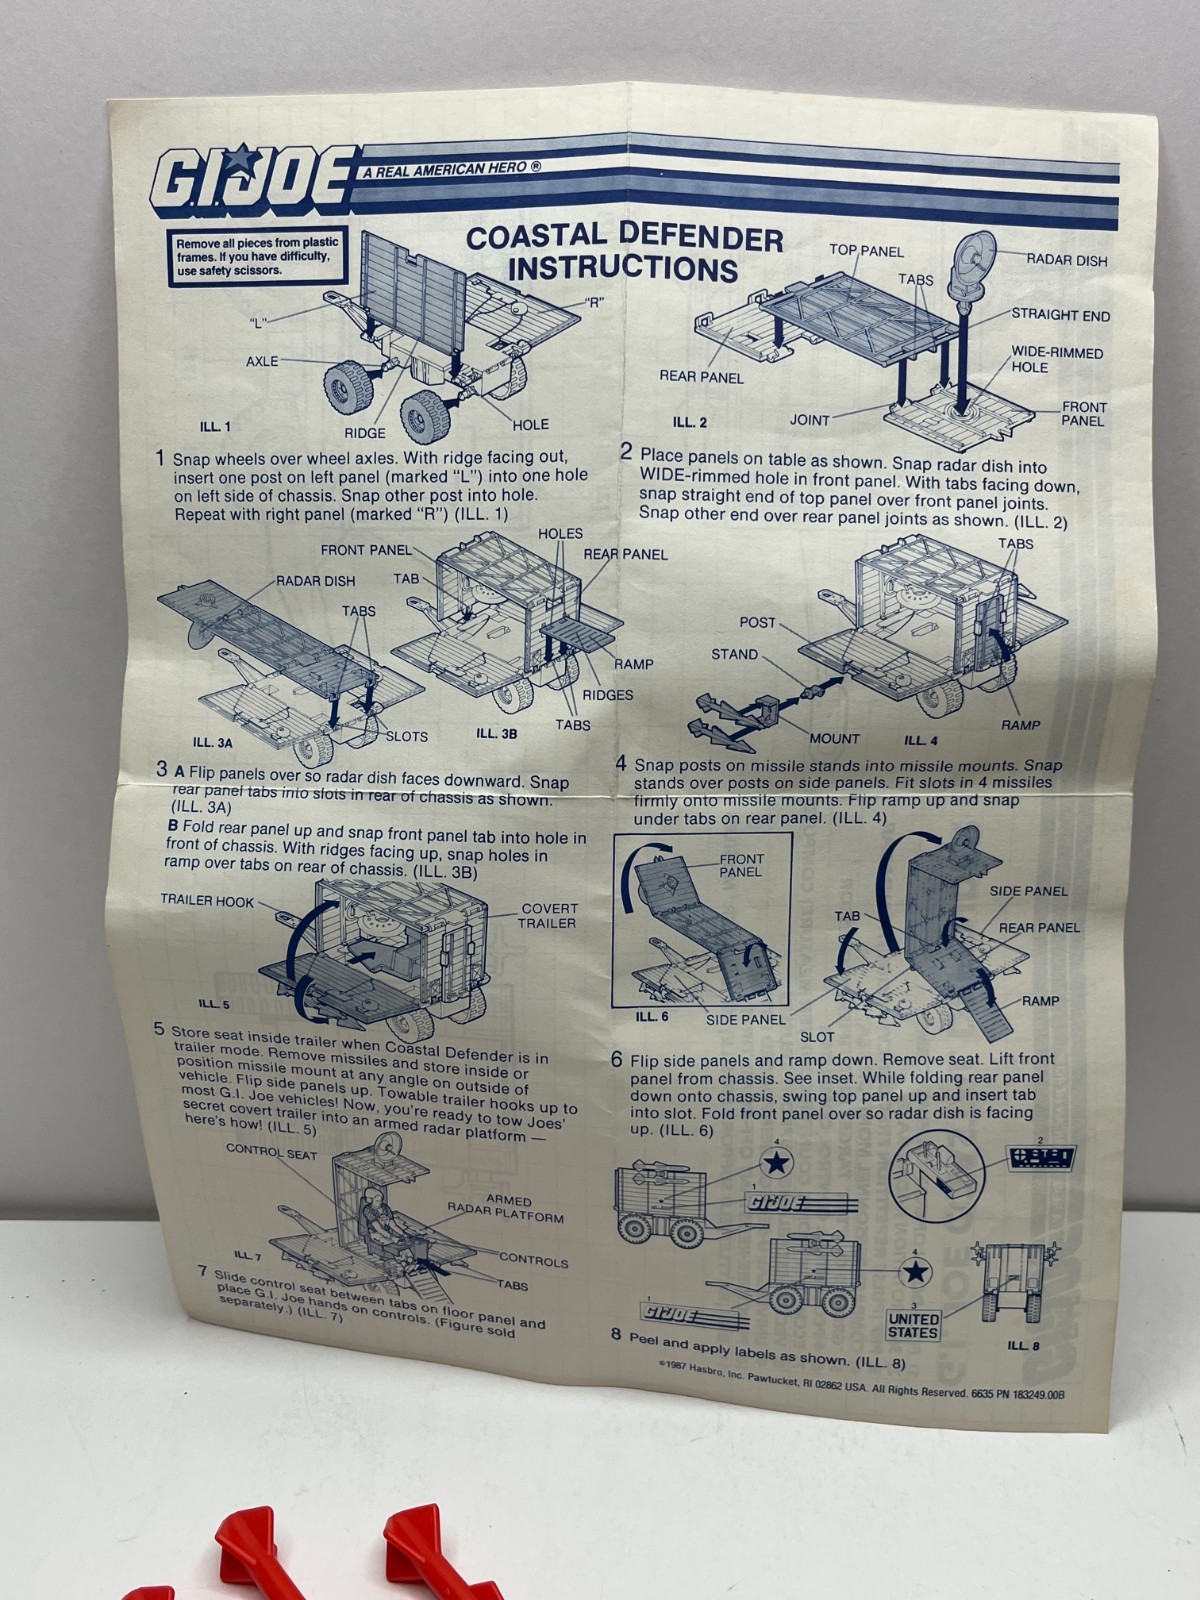 G.I. JOE
A REAL AMERICAN HERO ®
Remove all pieces from plastic
frames. If you have difficulty,
use safety scissors.
COASTAL DEFENDER
INSTRUCTIONS
"L"
"R"
AXLE
RIDGE
HOLE
ILL. 1
TOP PANEL
TABS
RADAR DISH
STRAIGHT END
WIDE-RIMMED
HOLE
REAR PANEL
JOINT
FRONT
PANEL
ILL. 2
1 Snap wheels over wheel axles. With ridge facing out,
insert one post on left panel (marked "L") into one hole
on left side of chassis. Snap other post into hole.
Repeat with right panel (marked "R") (ILL. 1)
2 Place panels on table as shown. Snap radar dish into
WIDE-rimmed hole in front panel. With tabs facing down,
snap straight end of top panel over front panel joints.
Snap other end over rear panel joints as shown. (ILL. 2)
RADAR DISH
TABS
SLOTS
ILL. 3A
FRONT PANEL
HOLES
REAR PANEL
TAB
RAMP
RIDGES
TABS
ILL. 3B
TABS
POST
STAND
MOUNT
RAMP
ILL. 4
3 A Flip panels over so radar dish faces downward. Snap
rear panel tabs into slots in rear of chassis as shown.
(ILL. 3A)
B Fold rear panel up and snap front panel tab into hole in
front of chassis. With ridges facing up, snap holes in
ramp over tabs on rear of chassis. (ILL. 3B)
4 Snap posts on missile stands into missile mounts. Snap
stands over posts on side panels. Fit slots in 4 missiles
firmly onto missile mounts. Flip ramp up and snap
under tabs on rear panel. (ILL. 4)
TRAILER HOOK
COVERT
TRAILER
ILL. 5
FRONT
PANEL
ILL. 6
SIDE PANEL
TAB
SIDE PANEL
REAR PANEL
RAMP
SLOT
5 Store seat inside trailer when Coastal Defender is in
trailer mode. Remove missiles and store inside or
position missile mount at any angle on outside of
vehicle. Flip side panels up. Towable trailer hooks up to
most G.I. Joe vehicles! Now, you're ready to tow Joes'
secret covert trailer into an armed radar platform —
here's how! (ILL. 5)
6 Flip side panels and ramp down. Remove seat. Lift front
panel from chassis. See inset. While folding rear panel
down onto chassis, swing top panel up and insert tab
into slot. Fold front panel over so radar dish is facing
up. (ILL. 6)
CONTROL SEAT
ARMED
RADAR PLATFORM
CONTROLS
TABS
ILL. 7
7 Slide control seat between tabs on floor panel and
place G.I. Joe hands on controls. (Figure sold
separately.) (ILL. 7)
4
1
G.I. JOE
2
4
1
G.I. JOE
3
UNITED
STATES
ILL. 8
8 Peel and apply labels as shown. (ILL. 8)
©1987 Hasbro, Inc. Pawtucket, RI 02862 USA. All Rights Reserved. 6635 PN 183249.00B